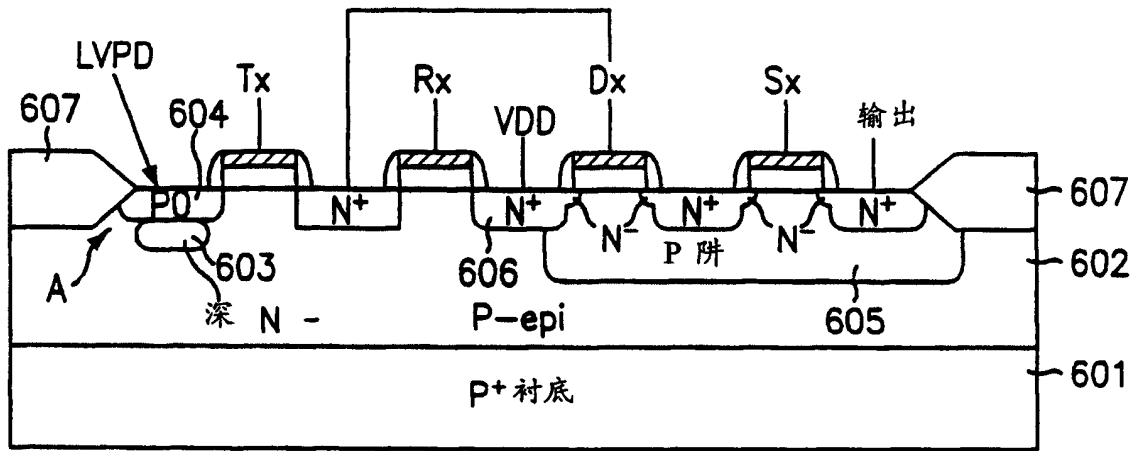 LVPD
Tx
Rx
Dx
Sx
607
604
VDD
输出
PD
N+
N+
N+
N+
607
N-
N-
P 阱
603
606
602
A
深 N -
P-epi
605
P+衬底
601